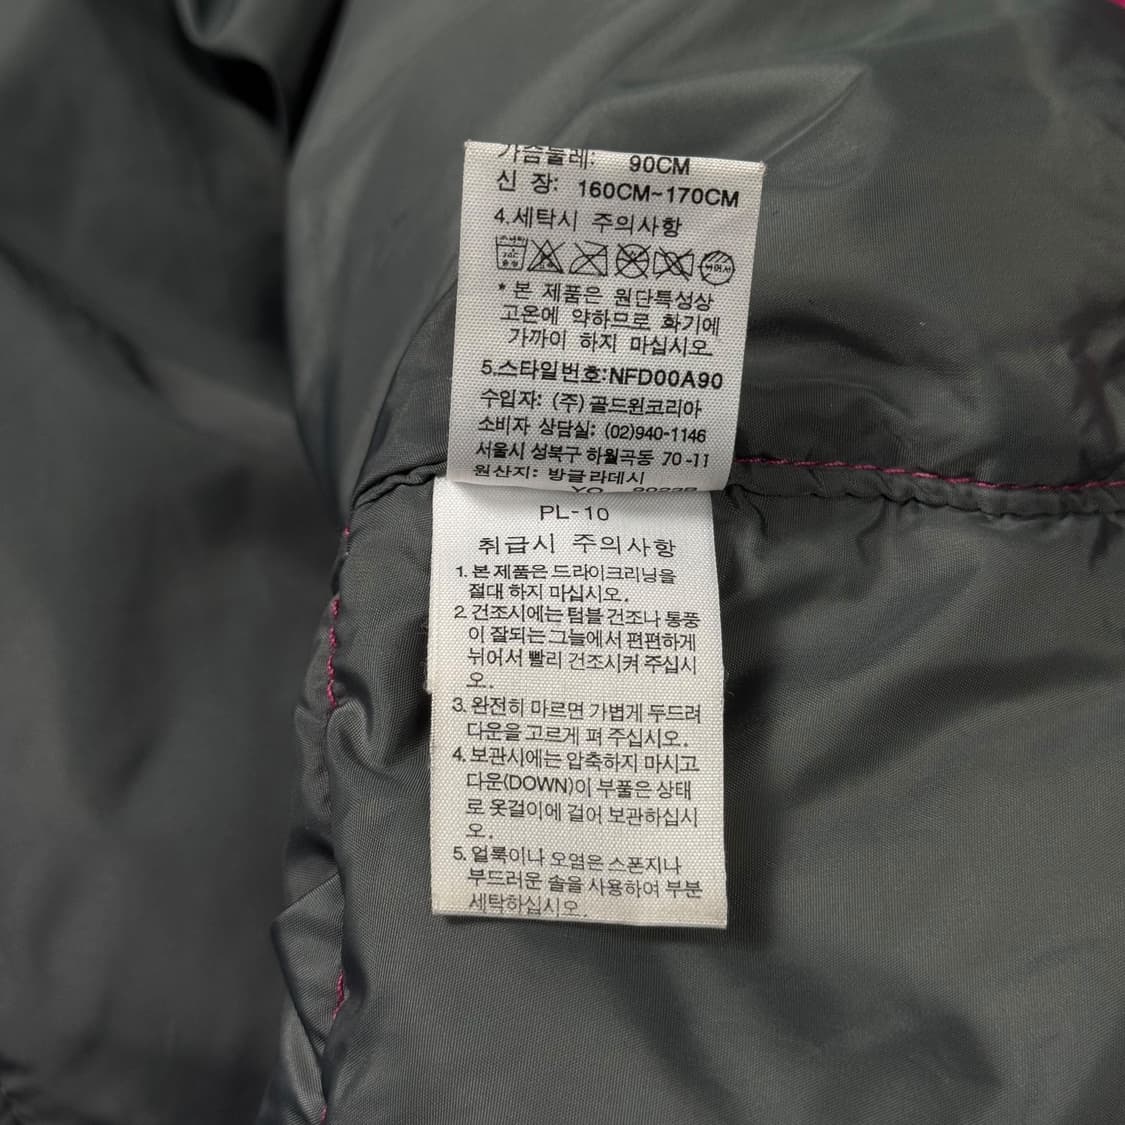 가슴둘레: 90CM
신 장: 160CM~170CM
4.세탁시 주의사항
* 본 제품은 원단특성상
고온에 약하므로 화기에
가까이 하지 마십시오.
5.스타일번호:NFD00A90
수입자: (주)골드윈코리아
소비자 상담실: (02)940-1146
서울시 성북구 하월곡동 70-11
원산지: 방글라데시
PL-10
취급시 주의사항
1. 본 제품은 드라이크리닝을
절대 하지 마십시오.
2. 건조시에는 텀블 건조나 통풍
이 잘되는 그늘에서 편편하게
뉘어서 빨리 건조시켜 주십시
오.
3. 완전히 마르면 가볍게 두드려
다운을 고르게 펴 주십시오.
4. 보관시에는 압축하지 마시고
다운(DOWN)이 부풀은 상태
로 옷걸이에 걸어 보관하십시
오.
5. 얼룩이나 오염은 스폰지나
부드러운 솔을 사용하여 부분
세탁하십시오.